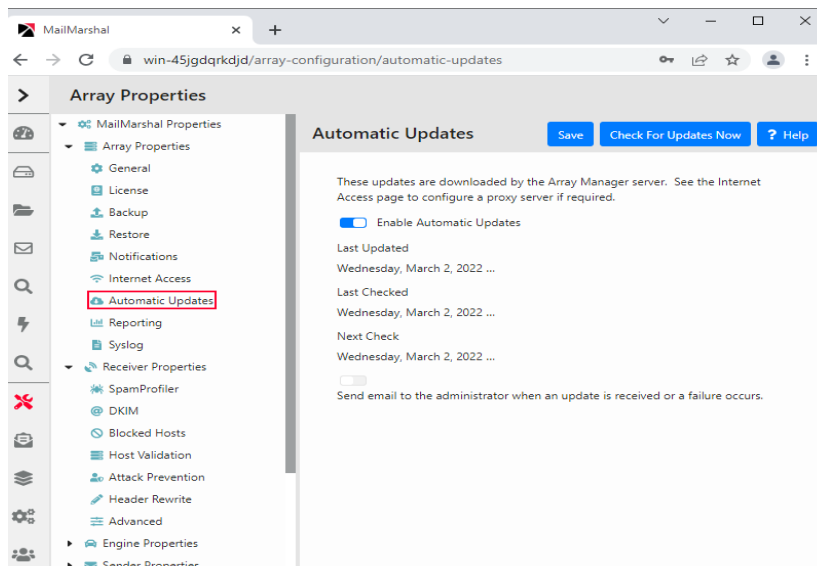 MailMarshal
win-45jgdqrkdjd/array-configuration/automatic-updates
Array Properties
MailMarshal Properties
Array Properties
General
License
Backup
Restore
Notifications
Internet Access
Automatic Updates
Reporting
Syslog
Receiver Properties
SpamProfiler
DKIM
Blocked Hosts
Host Validation
Attack Prevention
Header Rewrite
Advanced
Engine Properties
Sender Properties
Automatic Updates
Save
Check For Updates Now
? Help
These updates are downloaded by the Array Manager server. See the Internet
Access page to configure a proxy server if required.
Enable Automatic Updates
Last Updated
Wednesday, March 2, 2022 ...
Last Checked
Wednesday, March 2, 2022 ...
Next Check
Wednesday, March 2, 2022 ...
Send email to the administrator when an update is received or a failure occurs.